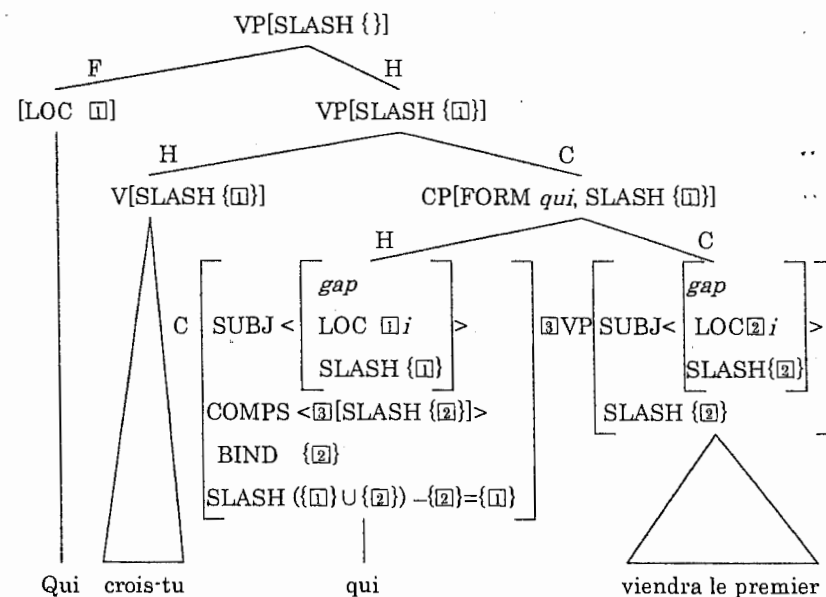 VP[SLASH { }]
F H
[LOC 1] VP[SLASH {1}]
H C
V[SLASH {1}] CP[FORM qui, SLASH {1}]
H C
gap gap
C SUBJ < LOC 1 i > 3VP SUBJ< LOC2 i >
SLASH {1} SLASH{2}
COMPS <3[SLASH {2}]> SLASH {2}
BIND {2}
SLASH ({1}∪{2}) –{2}={1}
Qui crois-tu qui viendra le premier